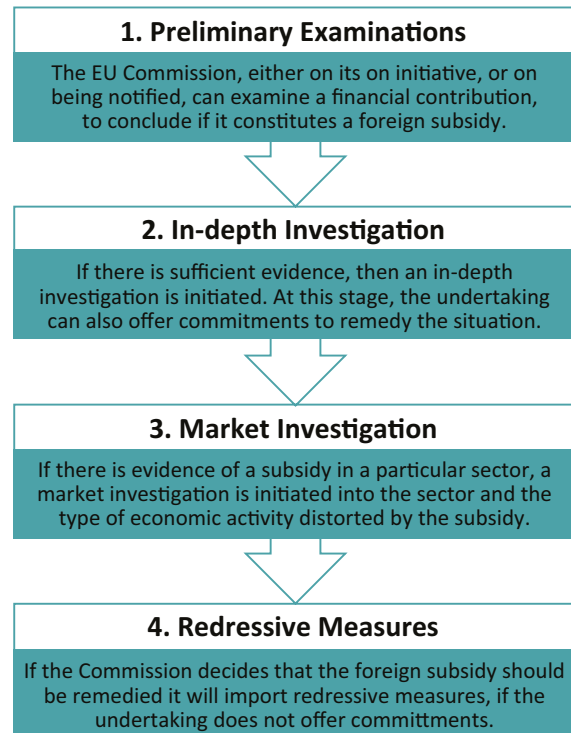 1. Preliminary Examinations
The EU Commission, either on its on initiative, or on
being notified, can examine a financial contribution,
to conclude if it constitutes a foreign subsidy.
2. In-depth Investigation
If there is sufficient evidence, then an in-depth
investigation is initiated. At this stage, the undertaking
can also offer commitments to remedy the situation.
3. Market Investigation
If there is evidence of a subsidy in a particular sector, a
market investigation is initiated into the sector and the
type of economic activity distorted by the subsidy.
4. Redressive Measures
If the Commission decides that the foreign subsidy should
be remedied it will import redressive measures, if the
undertaking does not offer committments.